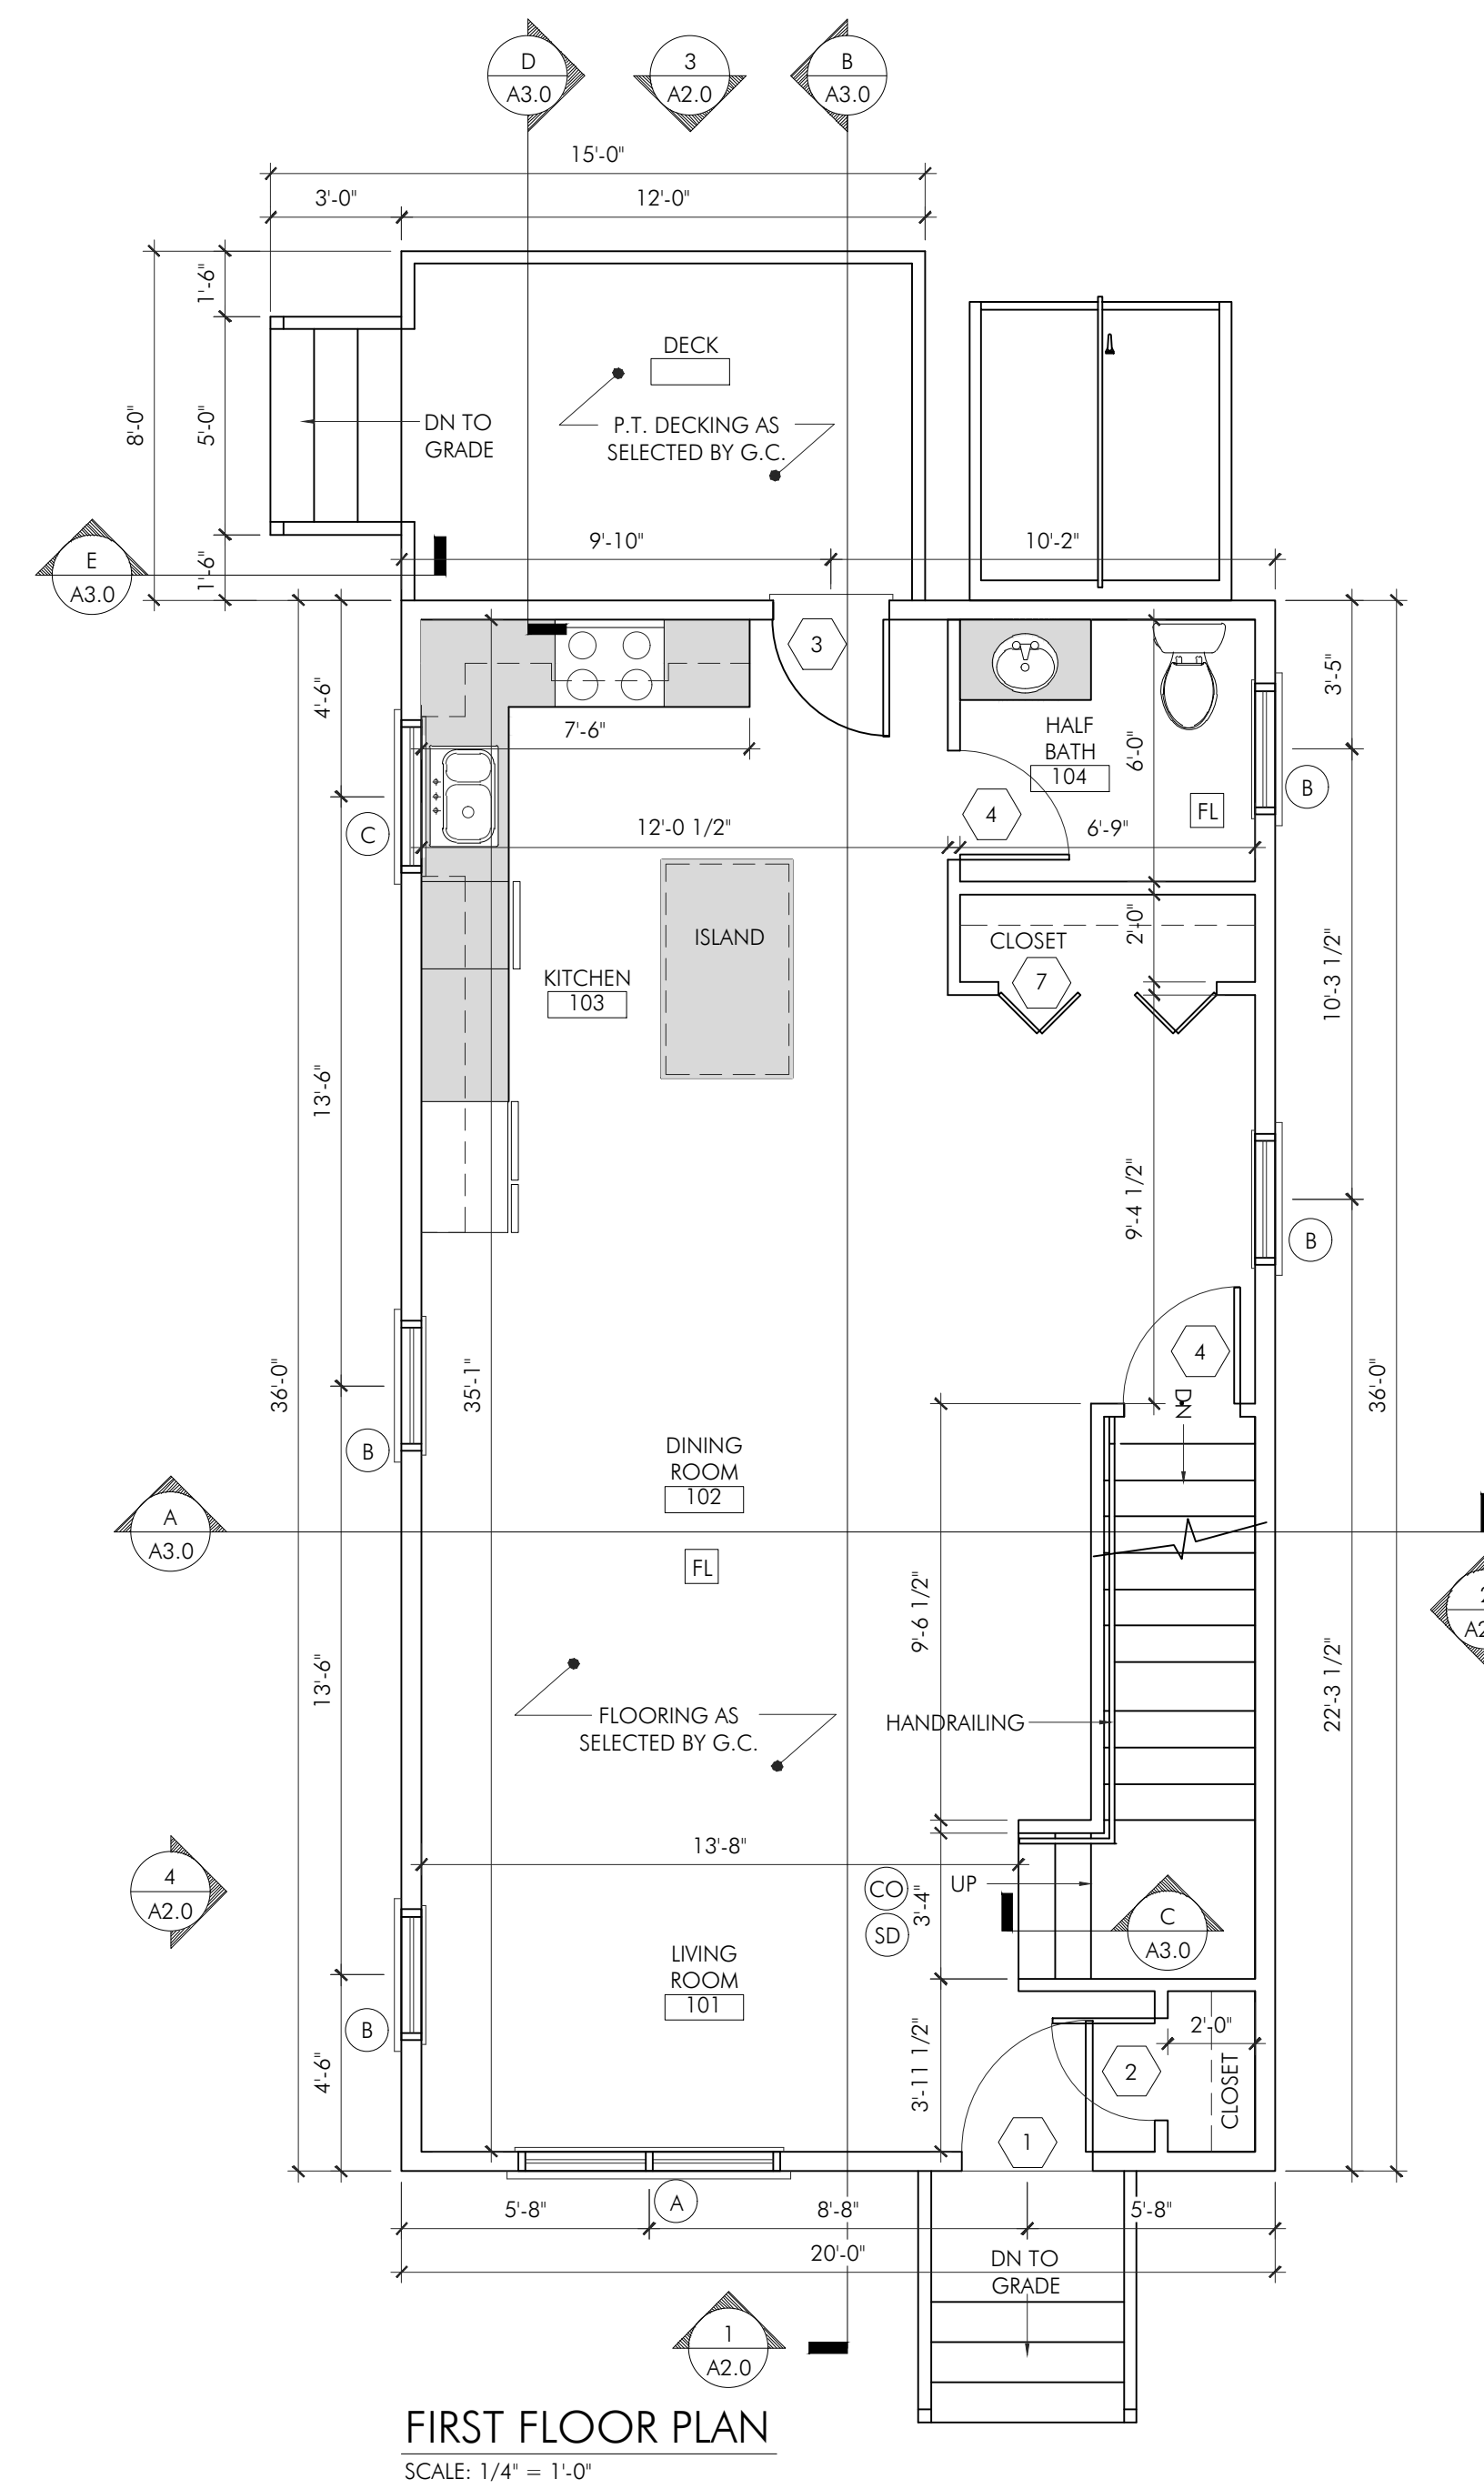 D
A3.0
3
A2.0
B
A3.0
15'-0"
3'-0"
12'-0"
1'-6"
8'-0"
5'-0"
1'-6"
DECK
DN TO
GRADE
P.T. DECKING AS
SELECTED BY G.C.
E
A3.0
9'-10"
10'-2"
3
4'-6"
3'-5"
7'-6"
HALF
BATH
104
6'-0"
FL
B
C
12'-0 1/2"
4
6'-9"
ISLAND
CLOSET
2'-0"
7
KITCHEN
103
10'-3 1/2"
13'-6"
9'-4 1/2"
B
4
36'-0"
35'-1"
36'-0"
DN
B
DINING
ROOM
102
A
A3.0
FL
9'-6 1/2"
13'-6"
22'-3 1/2"
FLOORING AS
SELECTED BY G.C.
HANDRAILING
13'-8"
4
A2.0
CO
SD
3'-4"
UP
C
A3.0
LIVING
ROOM
101
B
4'-6"
3'-11 1/2"
2'-0"
2
CLOSET
1
5'-8"
A
8'-8"
5'-8"
20'-0"
DN TO
GRADE
1
A2.0
FIRST FLOOR PLAN
SCALE: 1/4" = 1'-0"